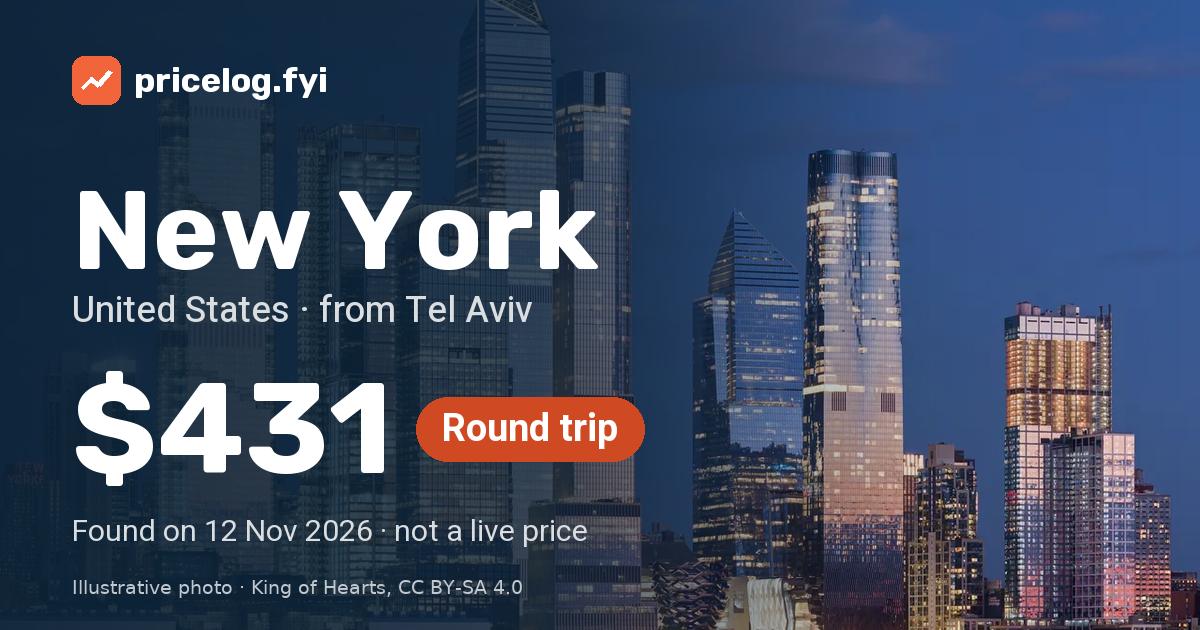 pricelog.fyi
New York
United States · from Tel Aviv
$431 Round trip
Found on 12 Nov 2026 · not a live price
Illustrative photo · King of Hearts, CC BY-SA 4.0